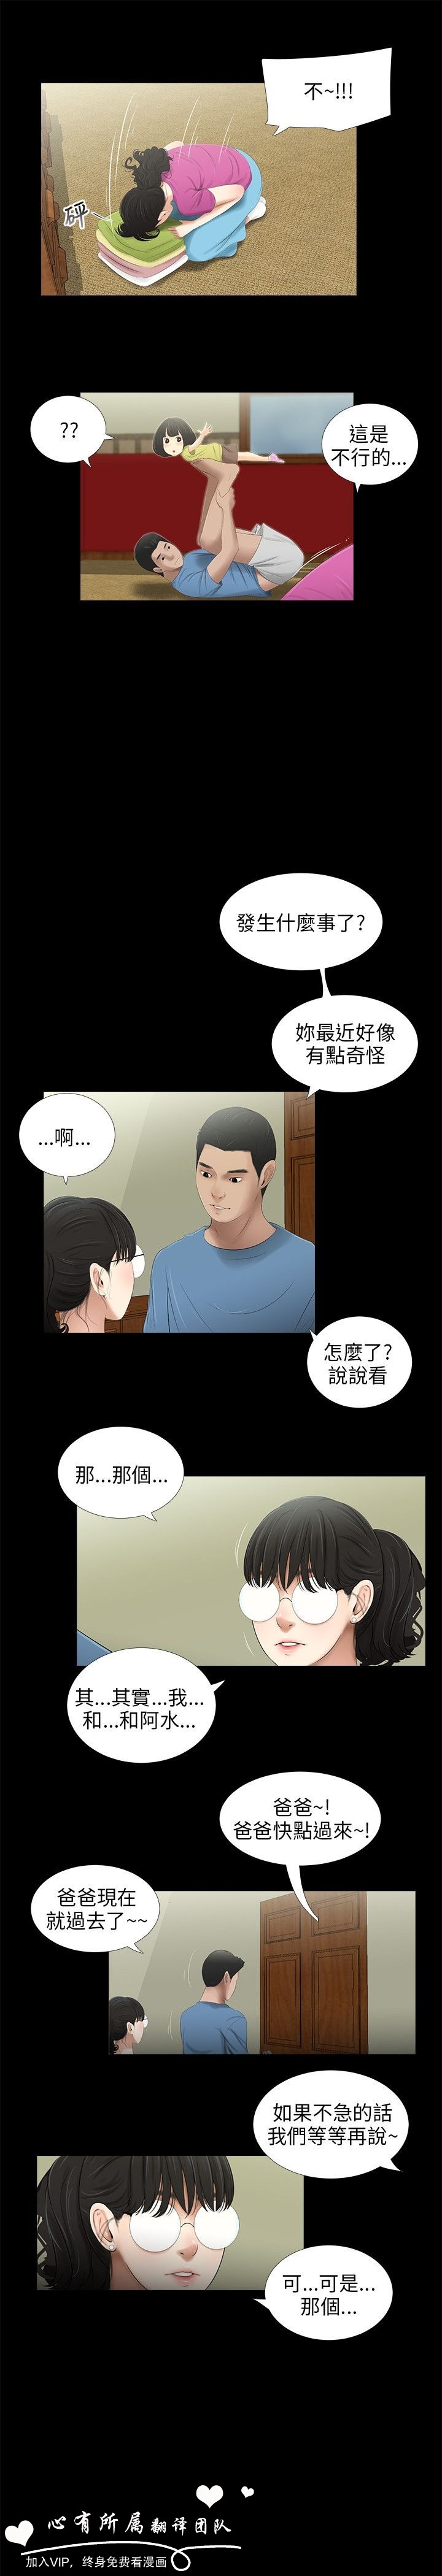 不~!!!
砰
??
這是
不行的...
發生什麼事了?
妳最近好像
有點奇怪
...啊...
怎麼了?
說說看
那...那個...
其...其實...我...
和...和阿水...
爸爸~!
爸爸快點過來~!
爸爸現在
就過去了~~
如果不急的話
我們等等再說~
可...可是...
那個...
心有所属翻译团队
加入VIP，终身免费看漫画